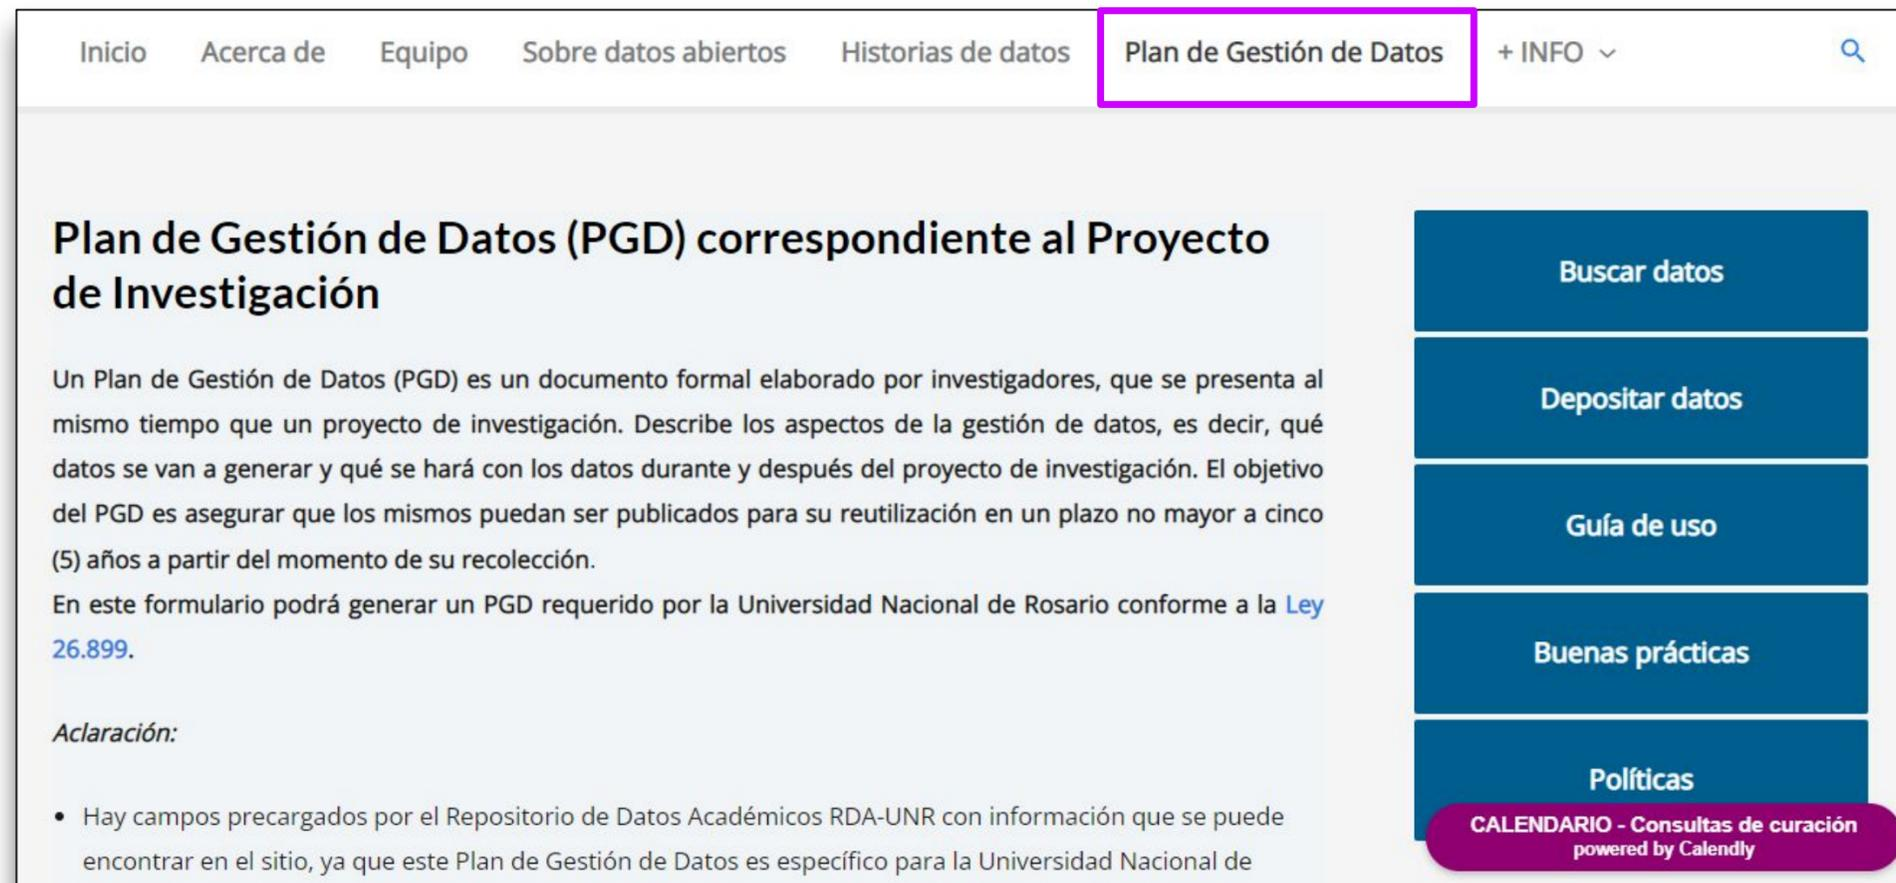 Inicio Acerca de Equipo Sobre datos abiertos Historias de datos Plan de Gestión de Datos + INFO
Plan de Gestión de Datos (PGD) correspondiente al Proyecto
de Investigación
Un Plan de Gestión de Datos (PGD) es un documento formal elaborado por investigadores, que se presenta al
mismo tiempo que un proyecto de investigación. Describe los aspectos de la gestión de datos, es decir, qué
datos se van a generar y qué se hará con los datos durante y después del proyecto de investigación. El objetivo
del PGD es asegurar que los mismos puedan ser publicados para su reutilización en un plazo no mayor a cinco
(5) años a partir del momento de su recolección.
En este formulario podrá generar un PGD requerido por la Universidad Nacional de Rosario conforme a la Ley
26.899.
Aclaración:
• Hay campos precargados por el Repositorio de Datos Académicos RDA-UNR con información que se puede
encontrar en el sitio, ya que este Plan de Gestión de Datos es específico para la Universidad Nacional de
Buscar datos
Depositar datos
Guía de uso
Buenas prácticas
Políticas
CALENDARIO - Consultas de curación
powered by Calendly